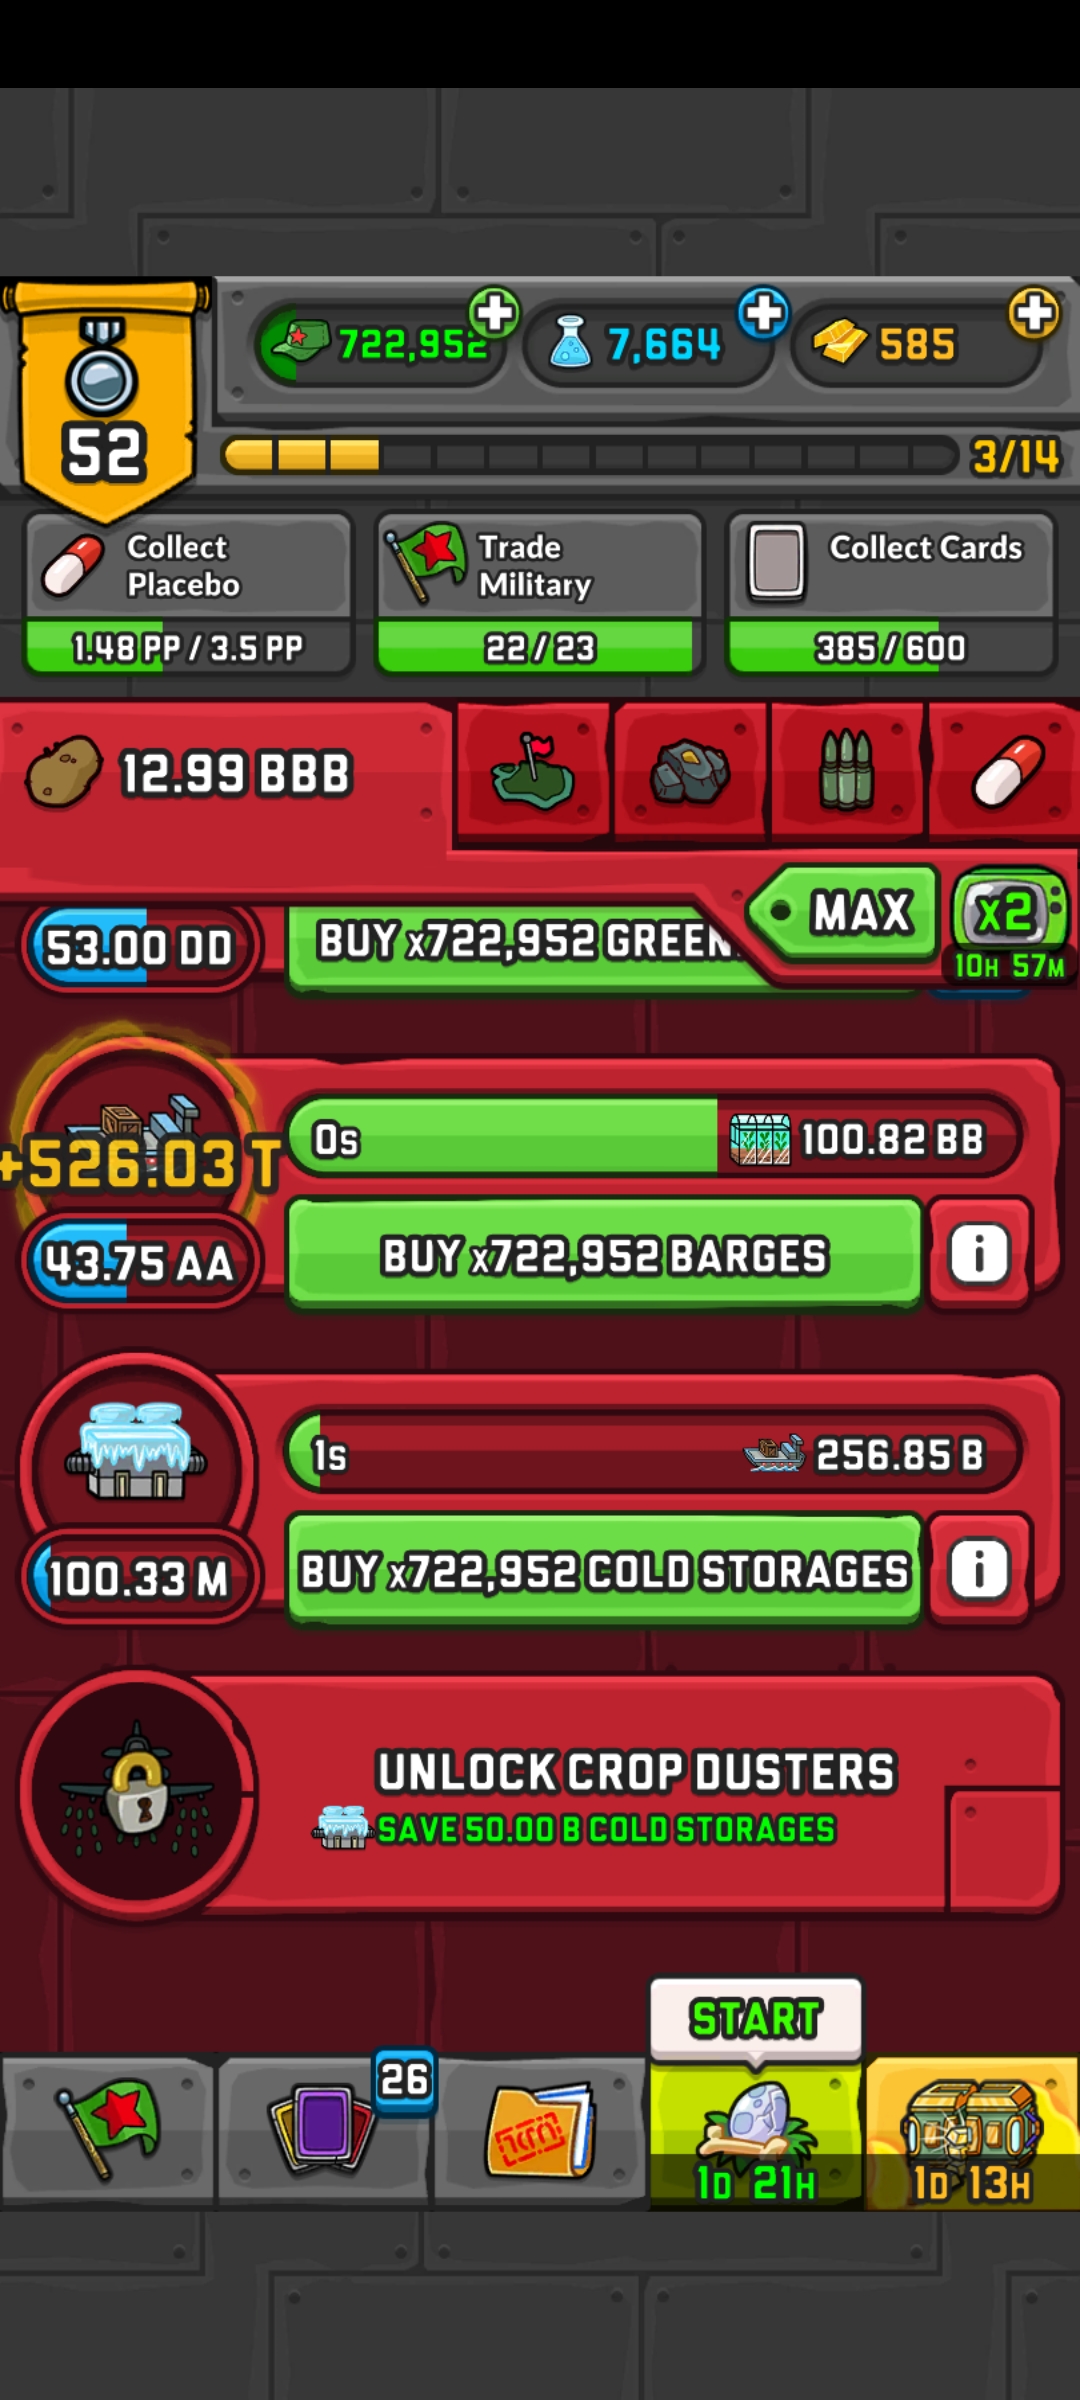 722,952
7,664
585
52
3/14
Collect Placebo
1.48 PP / 3.5 PP
Trade Military
22 / 23
Collect Cards
385 / 600
12.99 BBB
MAX
x2
10H 57M
53.00 DD
BUY x722,952 GREEN
+526.03 T
0s
100.82 BB
43.75 AA
BUY x722,952 BARGES
i
1s
256.85 B
100.33 M
BUY x722,952 COLD STORAGES
i
UNLOCK CROP DUSTERS
SAVE 50.00 B COLD STORAGES
START
26
1D 21H
1D 13H